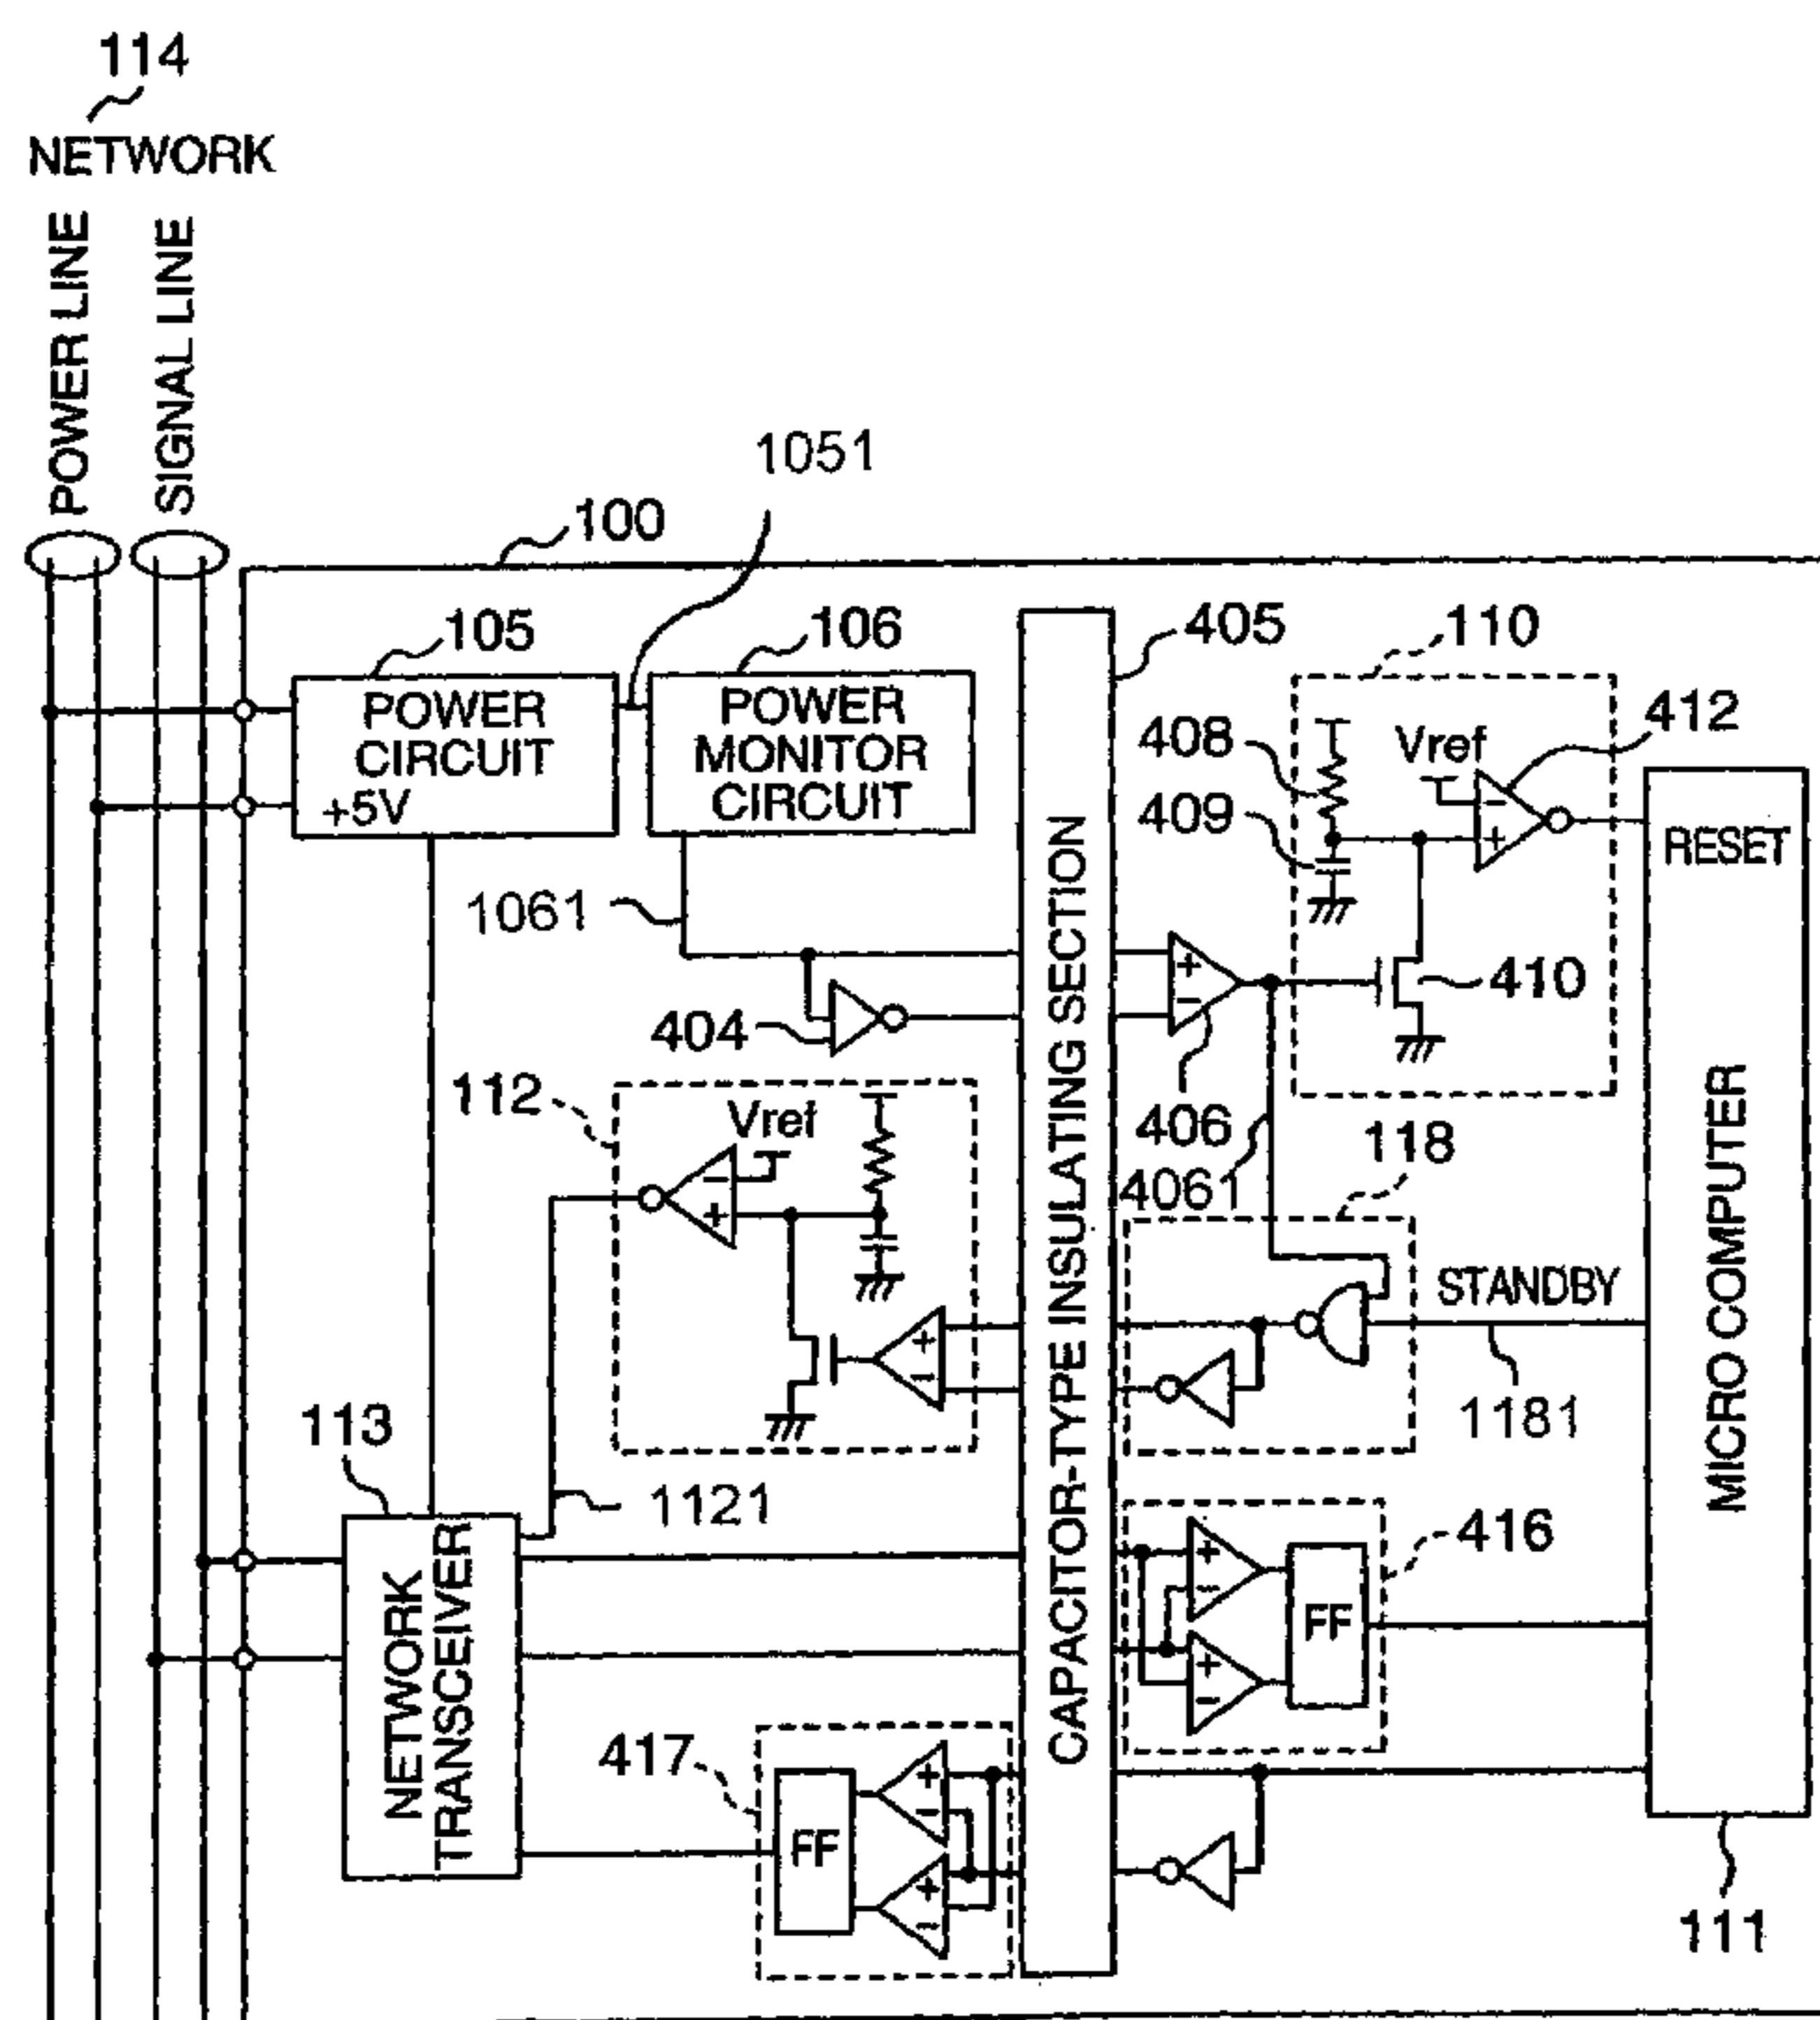 114
NETWORK
POWER LINE
SIGNAL LINE
1051
100
105
106
405
110
POWER
CIRCUIT
+5V
POWER
MONITOR
CIRCUIT
408
Vref
412
409
-
+
RESET
1061
+
-
410
404
406
112
Vref
4061
118
-
+
STANDBY
+
-
1181
CAPACITOR-TYPE INSULATING SECTION
MICRO COMPUTER
113
1121
416
+
-
FF
+
-
NETWORK
TRANSCEIVER
417
+
-
FF
+
-
111